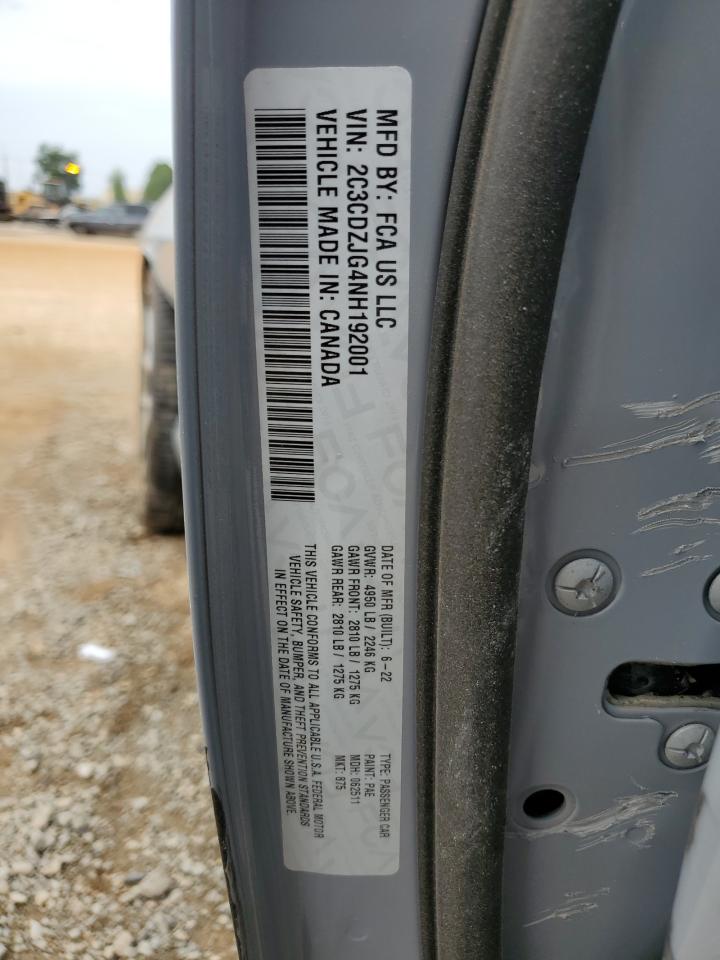 MFD BY: FCA US LLC
VIN: 2C3CDZJG4NH192001
VEHICLE MADE IN: CANADA
DATE OF MFR (BUILT): 6-22
GVWR: 4950 LB / 2246 KG
GAWR FRONT: 2810 LB / 1275 KG
GAWR REAR: 2810 LB / 1275 KG
TYPE: PASSENGER CAR
PAINT: PAE
MDH: 062511
MKT: 875
THIS VEHICLE CONFORMS TO ALL APPLICABLE U.S.A. FEDERAL MOTOR
VEHICLE SAFETY, BUMPER, AND THEFT PREVENTION STANDARDS
IN EFFECT ON THE DATE OF MANUFACTURE SHOWN ABOVE.